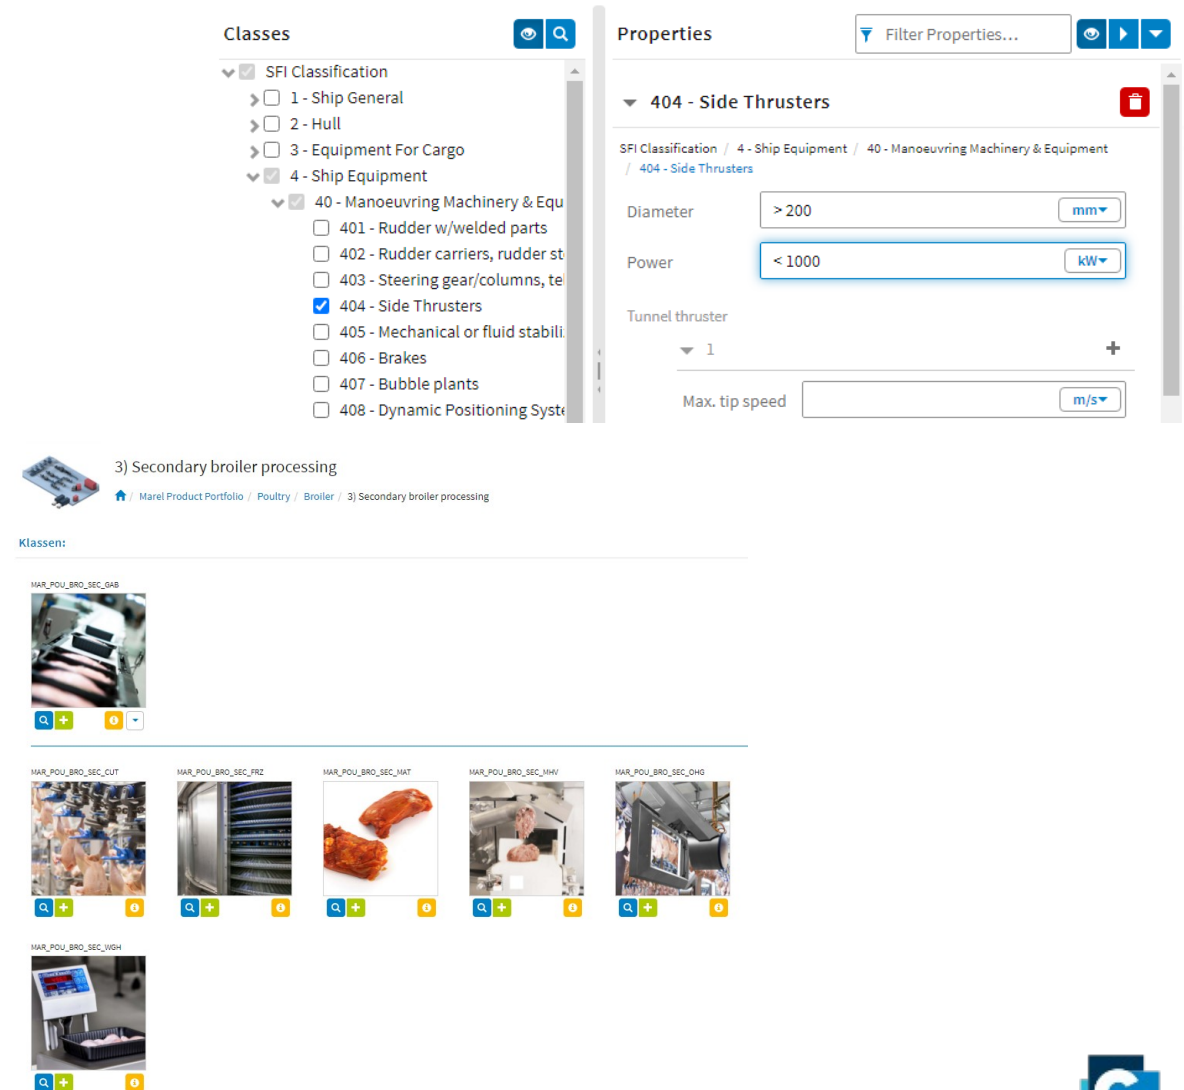 Classes
SFI Classification
1 - Ship General
2 - Hull
3 - Equipment For Cargo
4 - Ship Equipment
40 - Manoeuvring Machinery & Equ
401 - Rudder w/welded parts
402 - Rudder carriers, rudder st
403 - Steering gear/columns, tel
404 - Side Thrusters
405 - Mechanical or fluid stabili
406 - Brakes
407 - Bubble plants
408 - Dynamic Positioning Syste
Properties
Filter Properties...
404 - Side Thrusters
SFI Classification / 4 - Ship Equipment / 40 - Manoeuvring Machinery & Equipment
/ 404 - Side Thrusters
Diameter > 200 mm
Power < 1000 kW
Tunnel thruster
1
Max. tip speed m/s
3) Secondary broiler processing
/ Marel Product Portfolio / Poultry / Broiler / 3) Secondary broiler processing
Klassen:
MAR_POU_BRO_SEC_GAB
MAR_POU_BRO_SEC_CUT MAR_POU_BRO_SEC_FRZ MAR_POU_BRO_SEC_MAT MAR_POU_BRO_SEC_MHV MAR_POU_BRO_SEC_OHG
MAR_POU_BRO_SEC_WGH